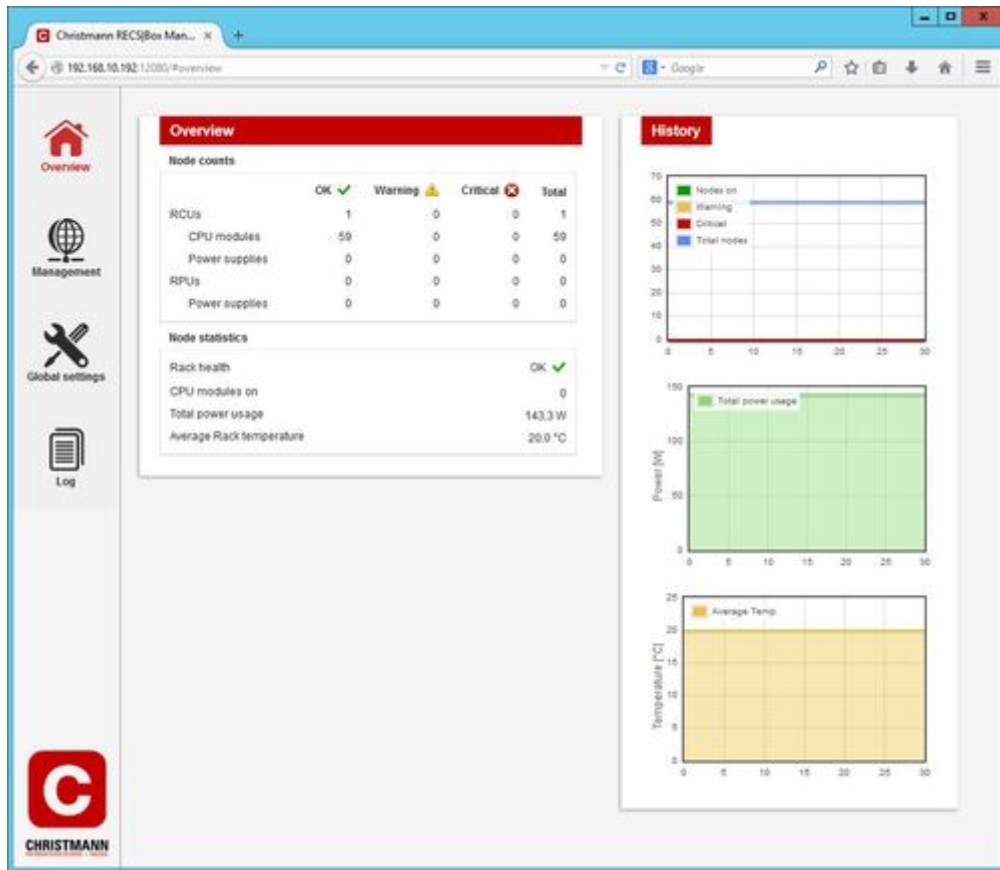 Christmann RECS|Box Man...
192.168.10.192:12080/#overview
Google
Overview
Management
Global settings
Log
CHRISTMANN
Overview
Node counts
OK Warning Critical Total
RCUs 1 0 0 1
CPU modules 59 0 0 59
Power supplies 0 0 0 0
RPUs 0 0 0 0
Power supplies 0 0 0 0
Node statistics
Rack health OK
CPU modules on 0
Total power usage 143,3 W
Average Rack temperature 20.0 °C
History
70
60
50
40
30
20
10
0
Nodes on
Warning
Critical
Total nodes
0 5 10 15 20 25 30
150
100
50
0
Power [W]
Total power usage
0 5 10 15 20 25 30
25
20
15
10
5
0
Temperature [°C]
Average Temp.
0 5 10 15 20 25 30